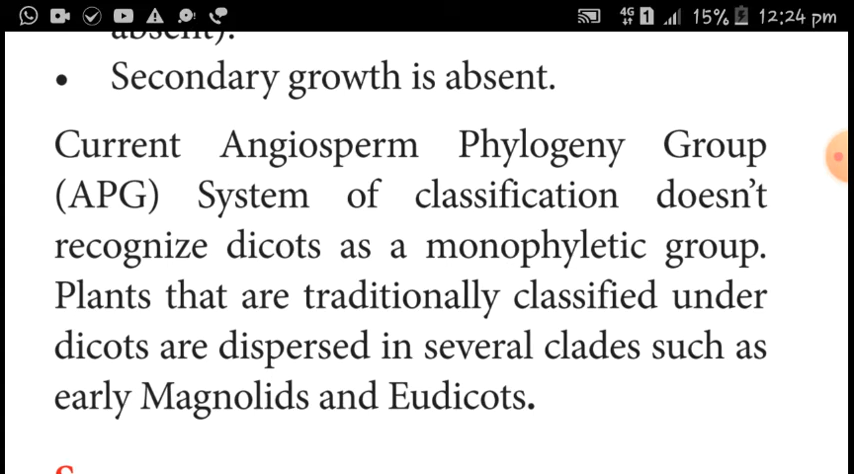 4G 1 15% 12:24 pm
absent).
• Secondary growth is absent.
Current Angiosperm Phylogeny Group
(APG) System of classification doesn't
recognize dicots as a monophyletic group.
Plants that are traditionally classified under
dicots are dispersed in several clades such as
early Magnolids and Eudicots.